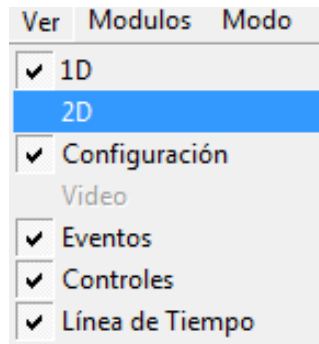 Ver Modulos Modo
1D
2D
Configuración
Video
Eventos
Controles
Línea de Tiempo